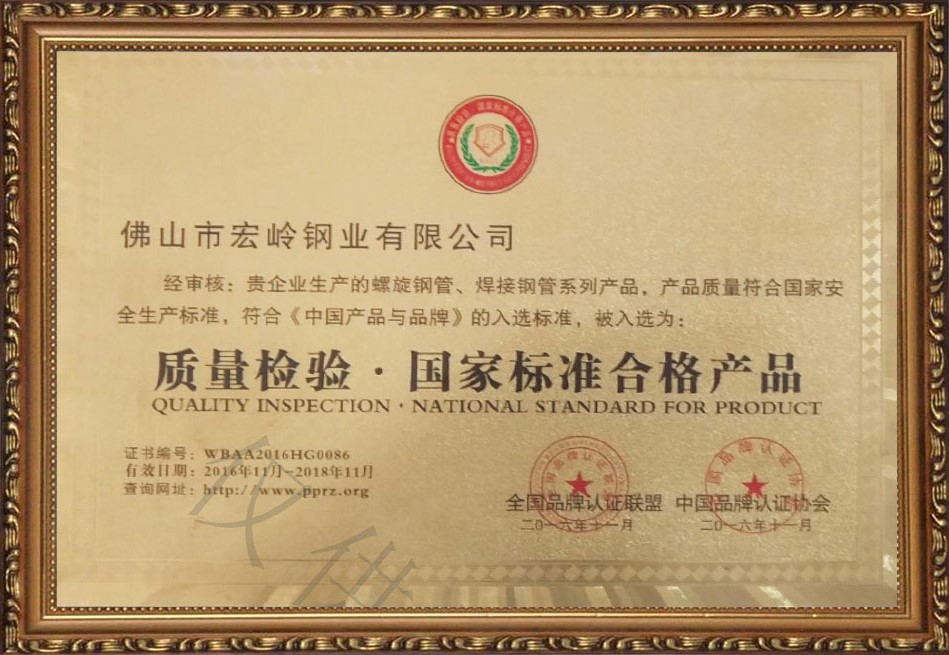 佛山市宏岭钢业有限公司
经审核：贵企业生产的螺旋钢管、焊接钢管系列产品，产品质量符合国家安
全生产标准，符合《中国产品与品牌》的入选标准，被入选为：
质量检验·国家标准合格产品
QUALITY INSPECTION · NATIONAL STANDARD FOR PRODUCT
证书编号：WBAA2016HG0086
有效日期：2016年11月-2018年11月
查询网址：http://www.pprz.org
全国品牌认证联盟 中国品牌认证协会
二〇一六年十一月 二〇一六年十一月
仅供